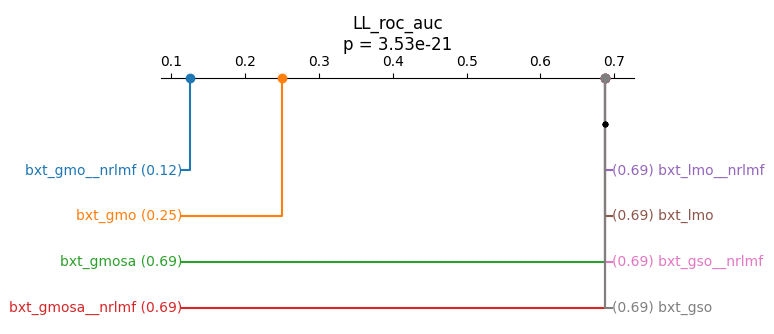 LL_roc_auc
p = 3.53e-21
0.1 0.2 0.3 0.4 0.5 0.6 0.7
bxt_gmo__nrlmf (0.12) (0.69) bxt_lmo__nrlmf
bxt_gmo (0.25) (0.69) bxt_lmo
bxt_gmosa (0.69) (0.69) bxt_gso__nrlmf
bxt_gmosa__nrlmf (0.69) (0.69) bxt_gso